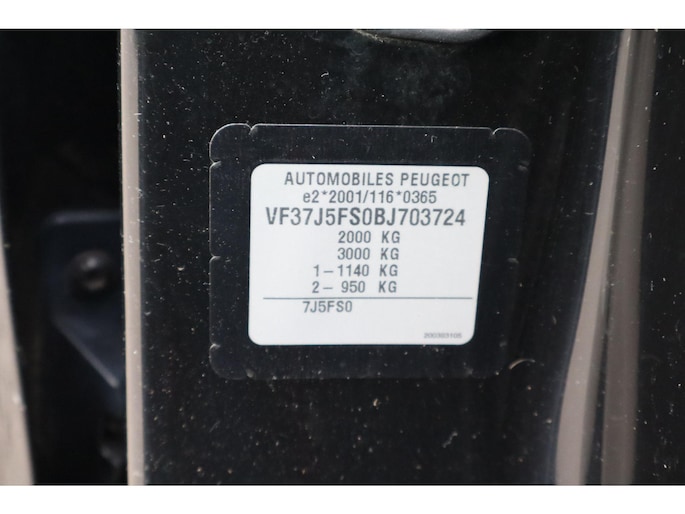 AUTOMOBILES PEUGEOT
e2*2001/116*0365
VF37J5FS0BJ703724
2000 KG
3000 KG
1-1140 KG
2- 950 KG
7J5FS0